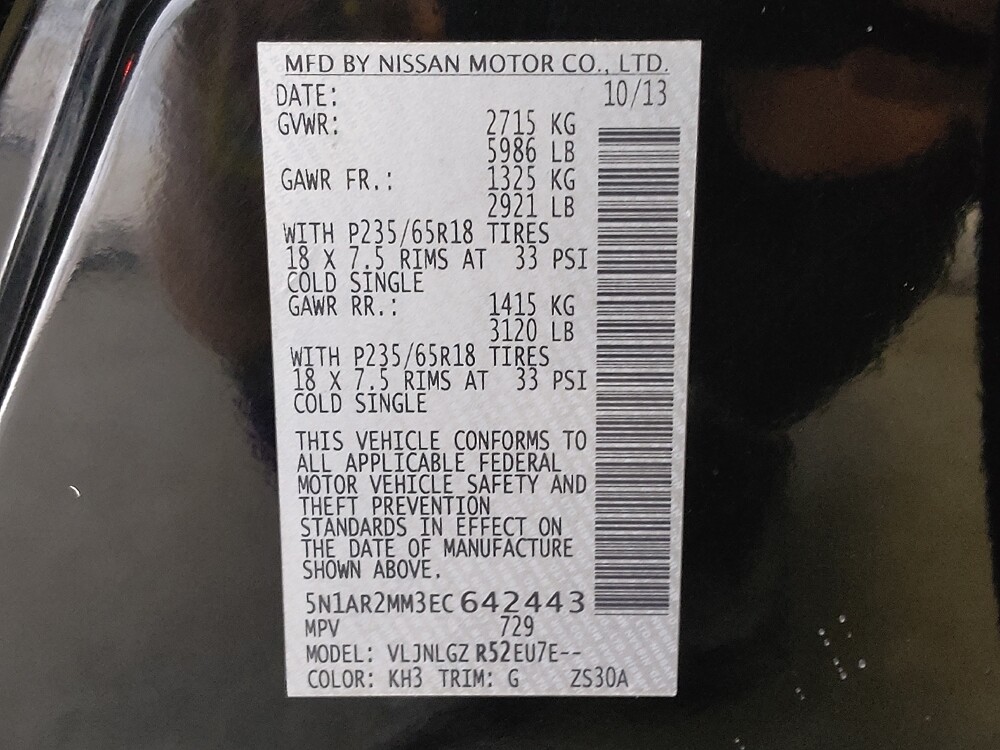 MFD BY NISSAN MOTOR CO., LTD.
DATE: 10/13
GVWR: 2715 KG
5986 LB
GAWR FR.: 1325 KG
2921 LB
WITH P235/65R18 TIRES
18 X 7.5 RIMS AT 33 PSI
COLD SINGLE
GAWR RR.: 1415 KG
3120 LB
WITH P235/65R18 TIRES
18 X 7.5 RIMS AT 33 PSI
COLD SINGLE
THIS VEHICLE CONFORMS TO
ALL APPLICABLE FEDERAL
MOTOR VEHICLE SAFETY AND
THEFT PREVENTION
STANDARDS IN EFFECT ON
THE DATE OF MANUFACTURE
SHOWN ABOVE.
5N1AR2MM3EC642443
MPV 729
MODEL: VLJNLGZ R52EU7E--
COLOR: KH3 TRIM: G ZS30A